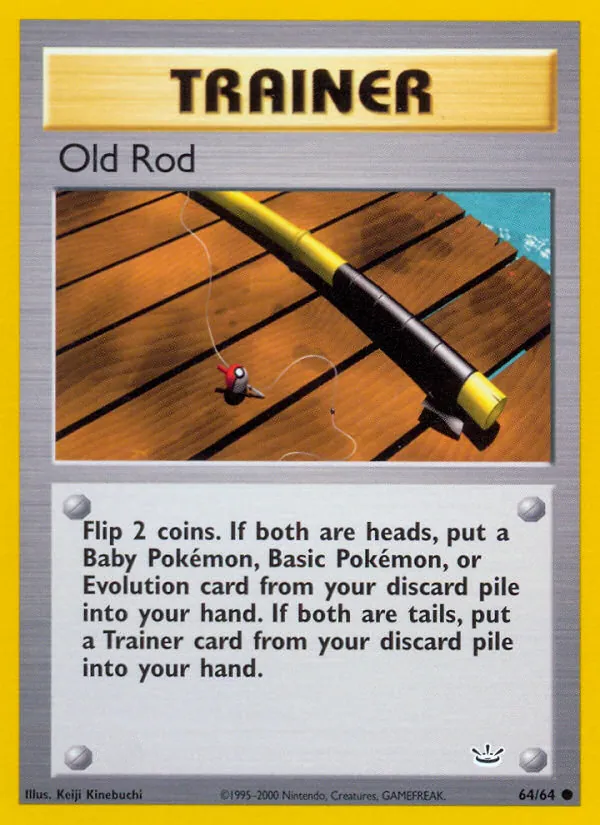 TRAINER
Old Rod
Flip 2 coins. If both are heads, put a
Baby Pokémon, Basic Pokémon, or
Evolution card from your discard pile
into your hand. If both are tails, put
a Trainer card from your discard pile
into your hand.
Illus. Keiji Kinebuchi ©1995-2000 Nintendo, Creatures, GAMEFREAK. 64/64 ●